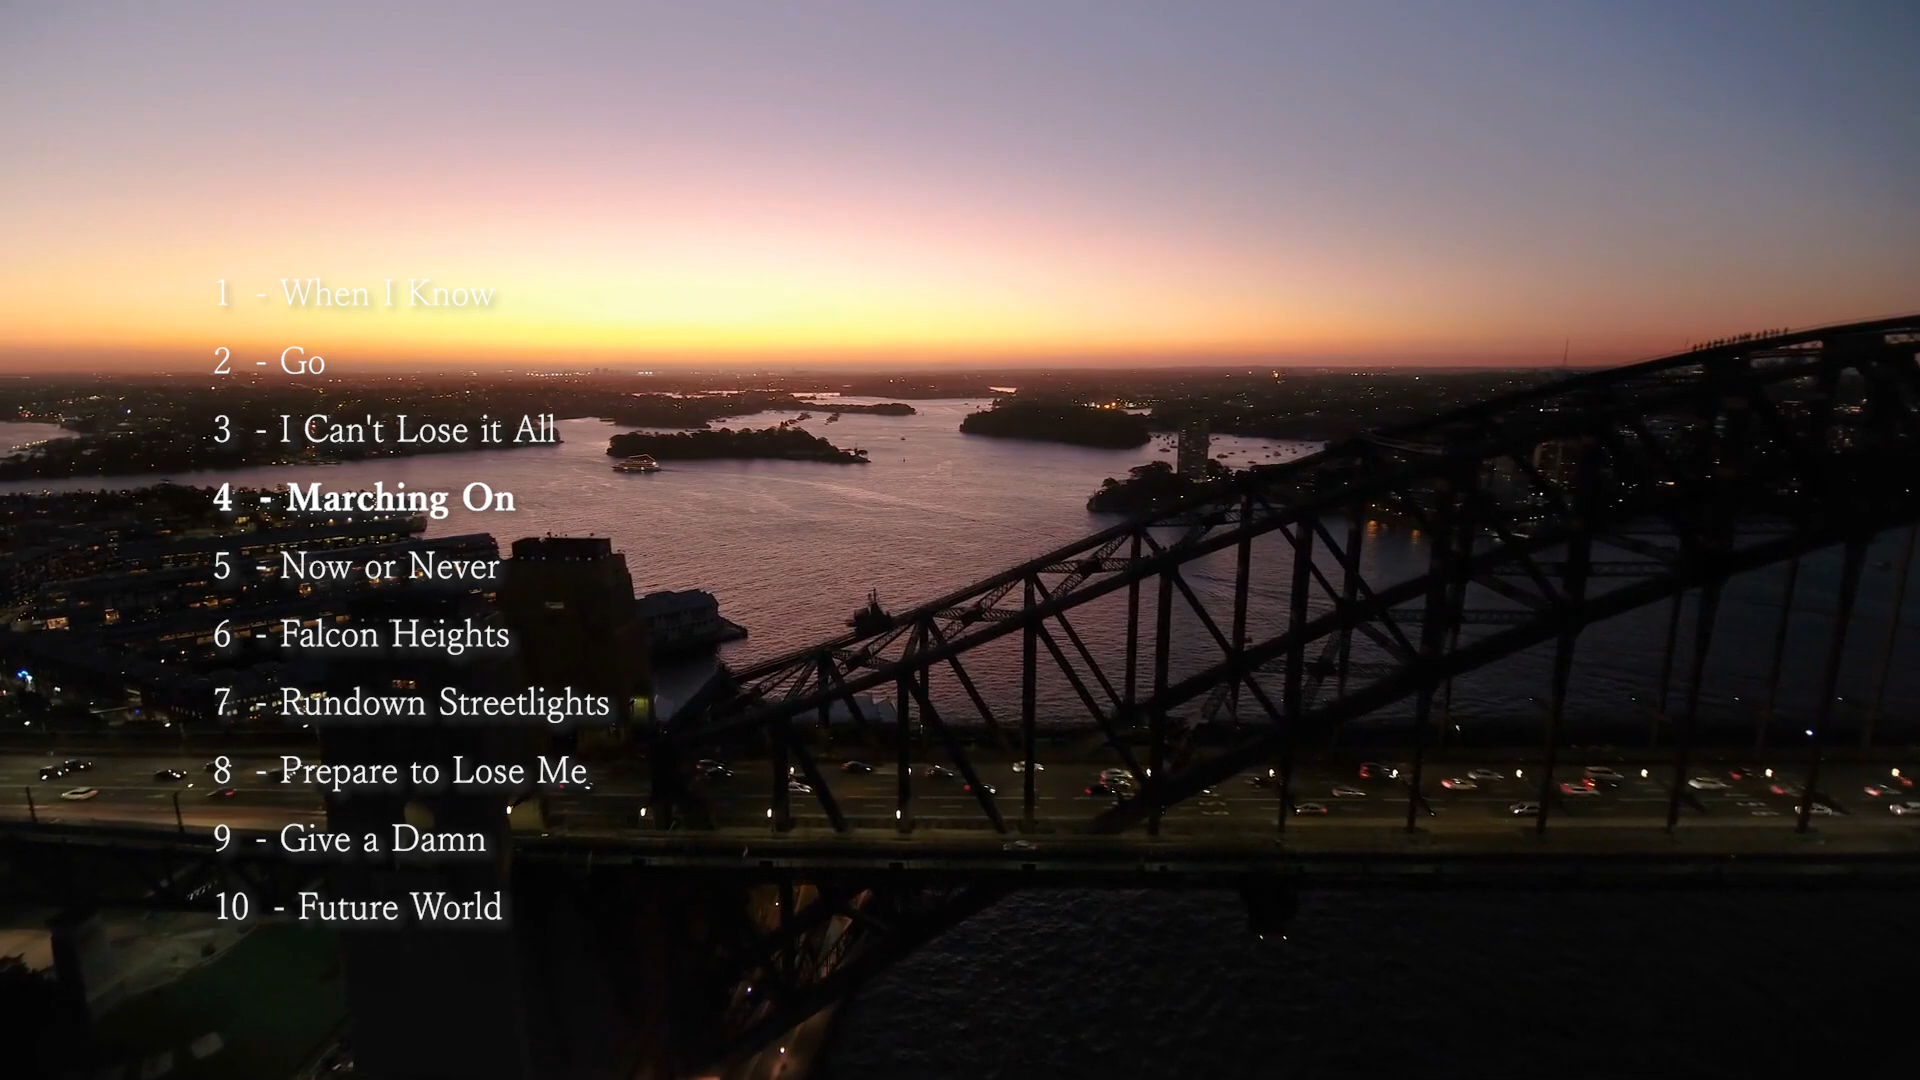 1 - When I Know
2 - Go
3 - I Can't Lose it All
4 - Marching On
5 - Now or Never
6 - Falcon Heights
7 - Rundown Streetlights
8 - Prepare to Lose Me
9 - Give a Damn
10 - Future World